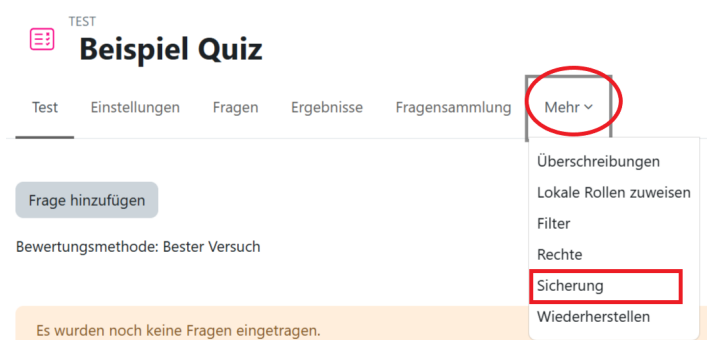 TEST
Beispiel Quiz
Test Einstellungen Fragen Ergebnisse Fragensammlung Mehr
Überschreibungen
Lokale Rollen zuweisen
Filter
Rechte
Sicherung
Wiederherstellen
Frage hinzufügen
Bewertungsmethode: Bester Versuch
Es wurden noch keine Fragen eingetragen.